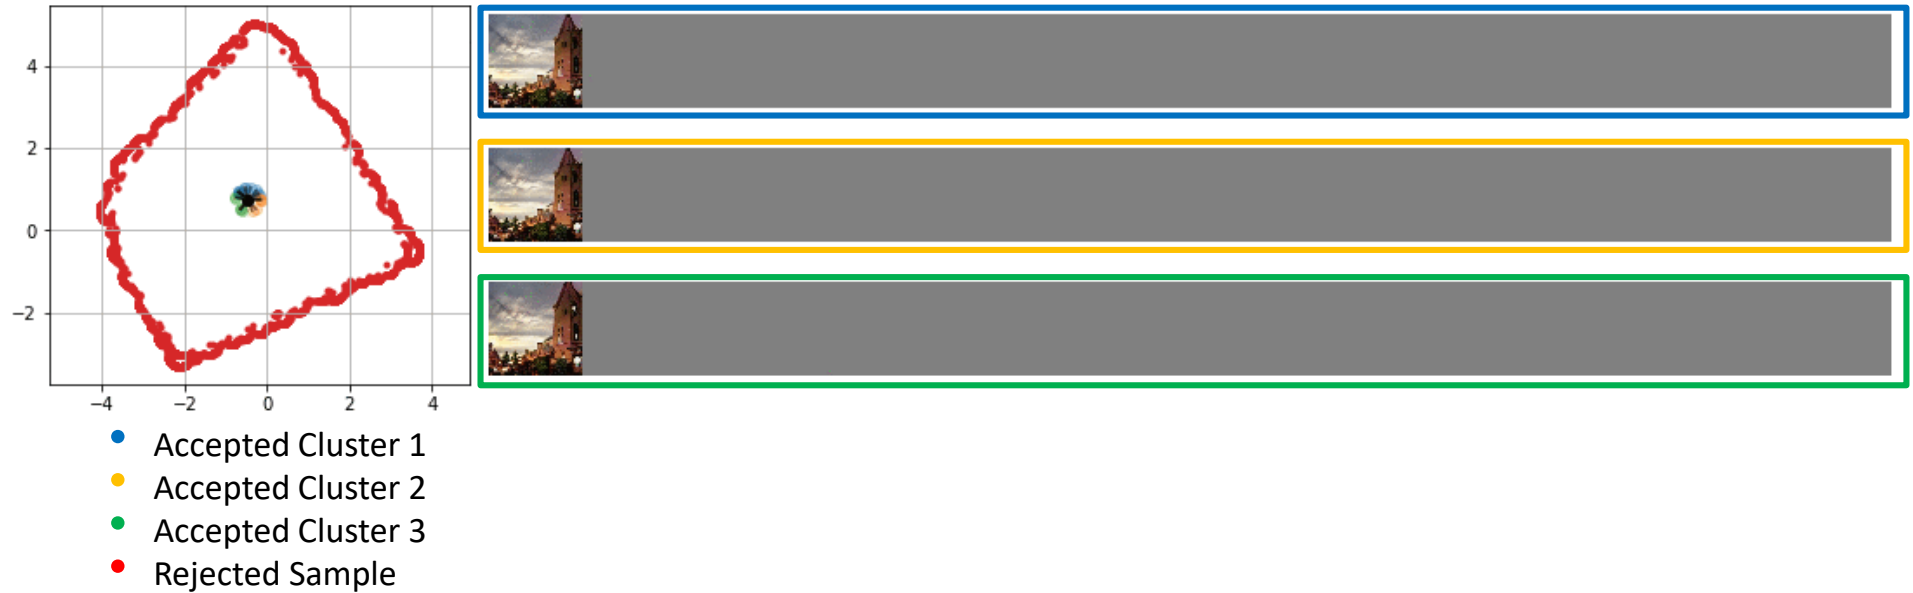 4
2
0
−2
−4 −2 0 2 4
Accepted Cluster 1
Accepted Cluster 2
Accepted Cluster 3
Rejected Sample